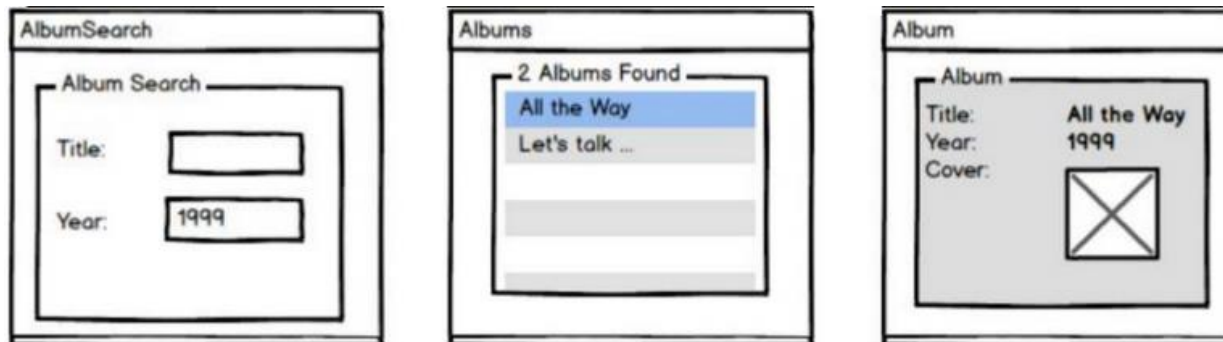 AlbumSearch
Album Search
Title:
Year: 1999
Albums
2 Albums Found
All the Way
Let's talk ...
Album
Album
Title: All the Way
Year: 1999
Cover: